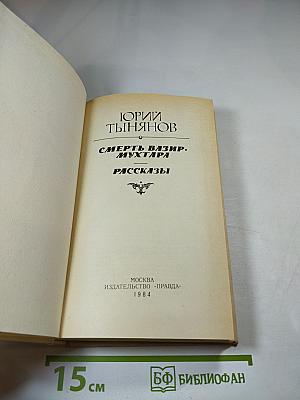 ЮРИЙ
ТЫНЯНОВ
СМЕРТЬ ВАЗИР-
МУХТАРА
РАССКАЗЫ
МОСКВА
ИЗДАТЕЛЬСТВО «ПРАВДА»
1984
15 см
БФ БИБЛИОФАН